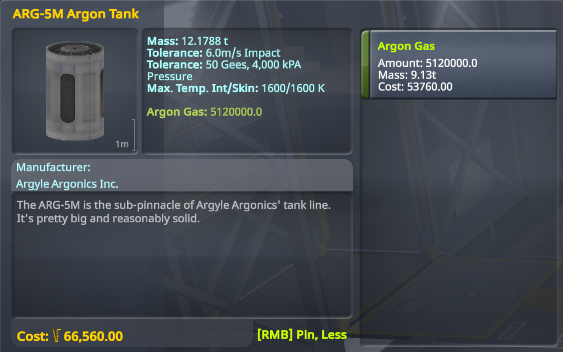 ARG-5M Argon Tank
1m
Mass: 12.1788 t
Tolerance: 6.0m/s Impact
Tolerance: 50 Gees, 4,000 kPA
Pressure
Max. Temp. Int/Skin: 1600/1600 K
Argon Gas: 5120000.0
Manufacturer:
Argyle Argonics Inc.
The ARG-5M is the sub-pinnacle of Argyle Argonics' tank line.
It's pretty big and reasonably solid.
Cost: 66,560.00
[RMB] Pin, Less
Argon Gas
Amount: 5120000.0
Mass: 9.13t
Cost: 53760.00